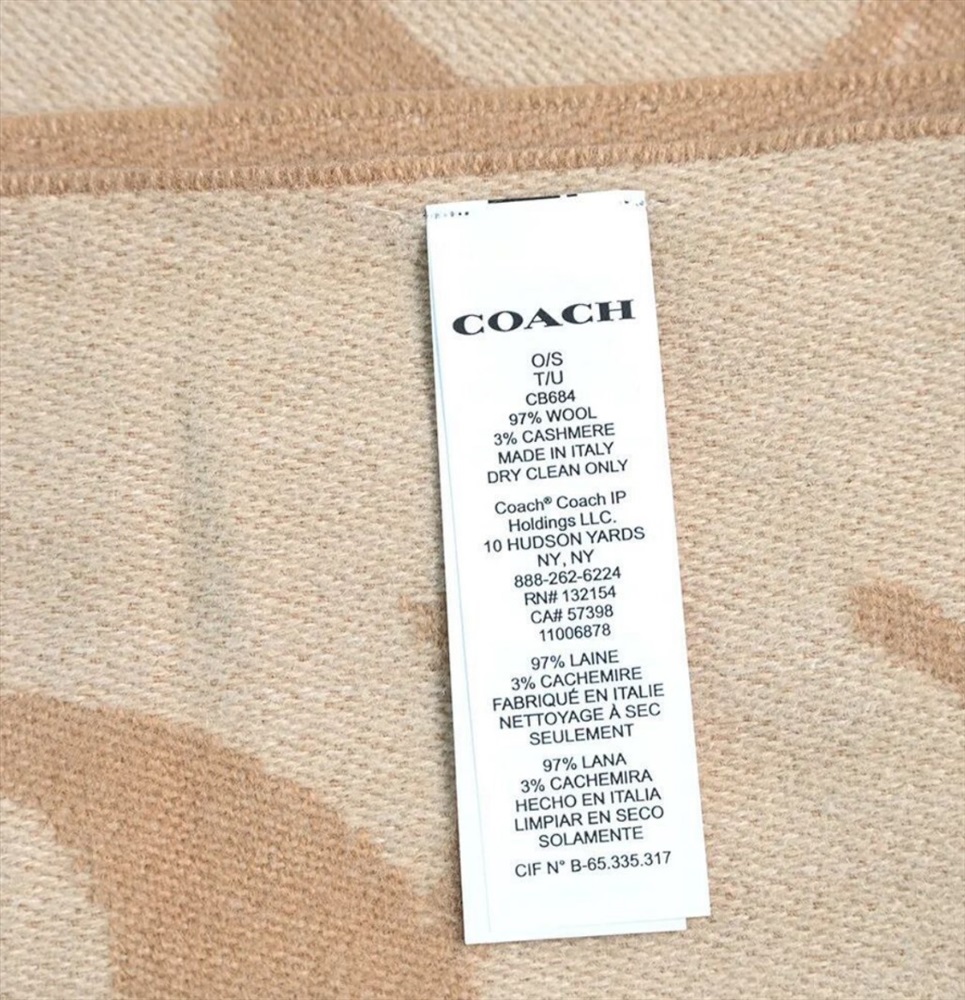 COACH
O/S
T/U
CB684
97% WOOL
3% CASHMERE
MADE IN ITALY
DRY CLEAN ONLY
Coach® Coach IP
Holdings LLC.
10 HUDSON YARDS
NY, NY
888-262-6224
RN# 132154
CA# 57398
11006878
97% LAINE
3% CACHEMIRE
FABRIQUÉ EN ITALIE
NETTOYAGE À SEC
SEULEMENT
97% LANA
3% CACHEMIRA
HECHO EN ITALIA
LIMPIAR EN SECO
SOLAMENTE
CIF N° B-65.335.317